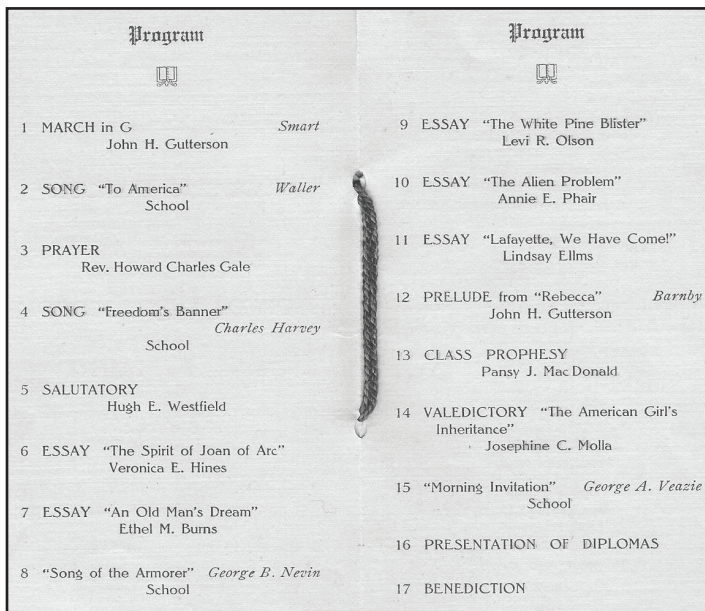 Program
1 MARCH in G Smart
John H. Gutterson
2 SONG "To America" Waller
School
3 PRAYER
Rev. Howard Charles Gale
4 SONG "Freedom's Banner"
Charles Harvey
School
5 SALUTATORY
Hugh E. Westfield
6 ESSAY "The Spirit of Joan of Arc"
Veronica E. Hines
7 ESSAY "An Old Man's Dream"
Ethel M. Burns
8 "Song of the Armorer" George B. Nevin
School
Program
9 ESSAY "The White Pine Blister"
Levi R. Olson
10 ESSAY "The Alien Problem"
Annie E. Phair
11 ESSAY "Lafayette, We Have Come!"
Lindsay Ellms
12 PRELUDE from "Rebecca" Barnby
John H. Gutterson
13 CLASS PROPHESY
Pansy J. Mac Donald
14 VALEDICTORY "The American Girl's
Inheritance"
Josephine C. Molla
15 "Morning Invitation" George A. Veazie
School
16 PRESENTATION OF DIPLOMAS
17 BENEDICTION